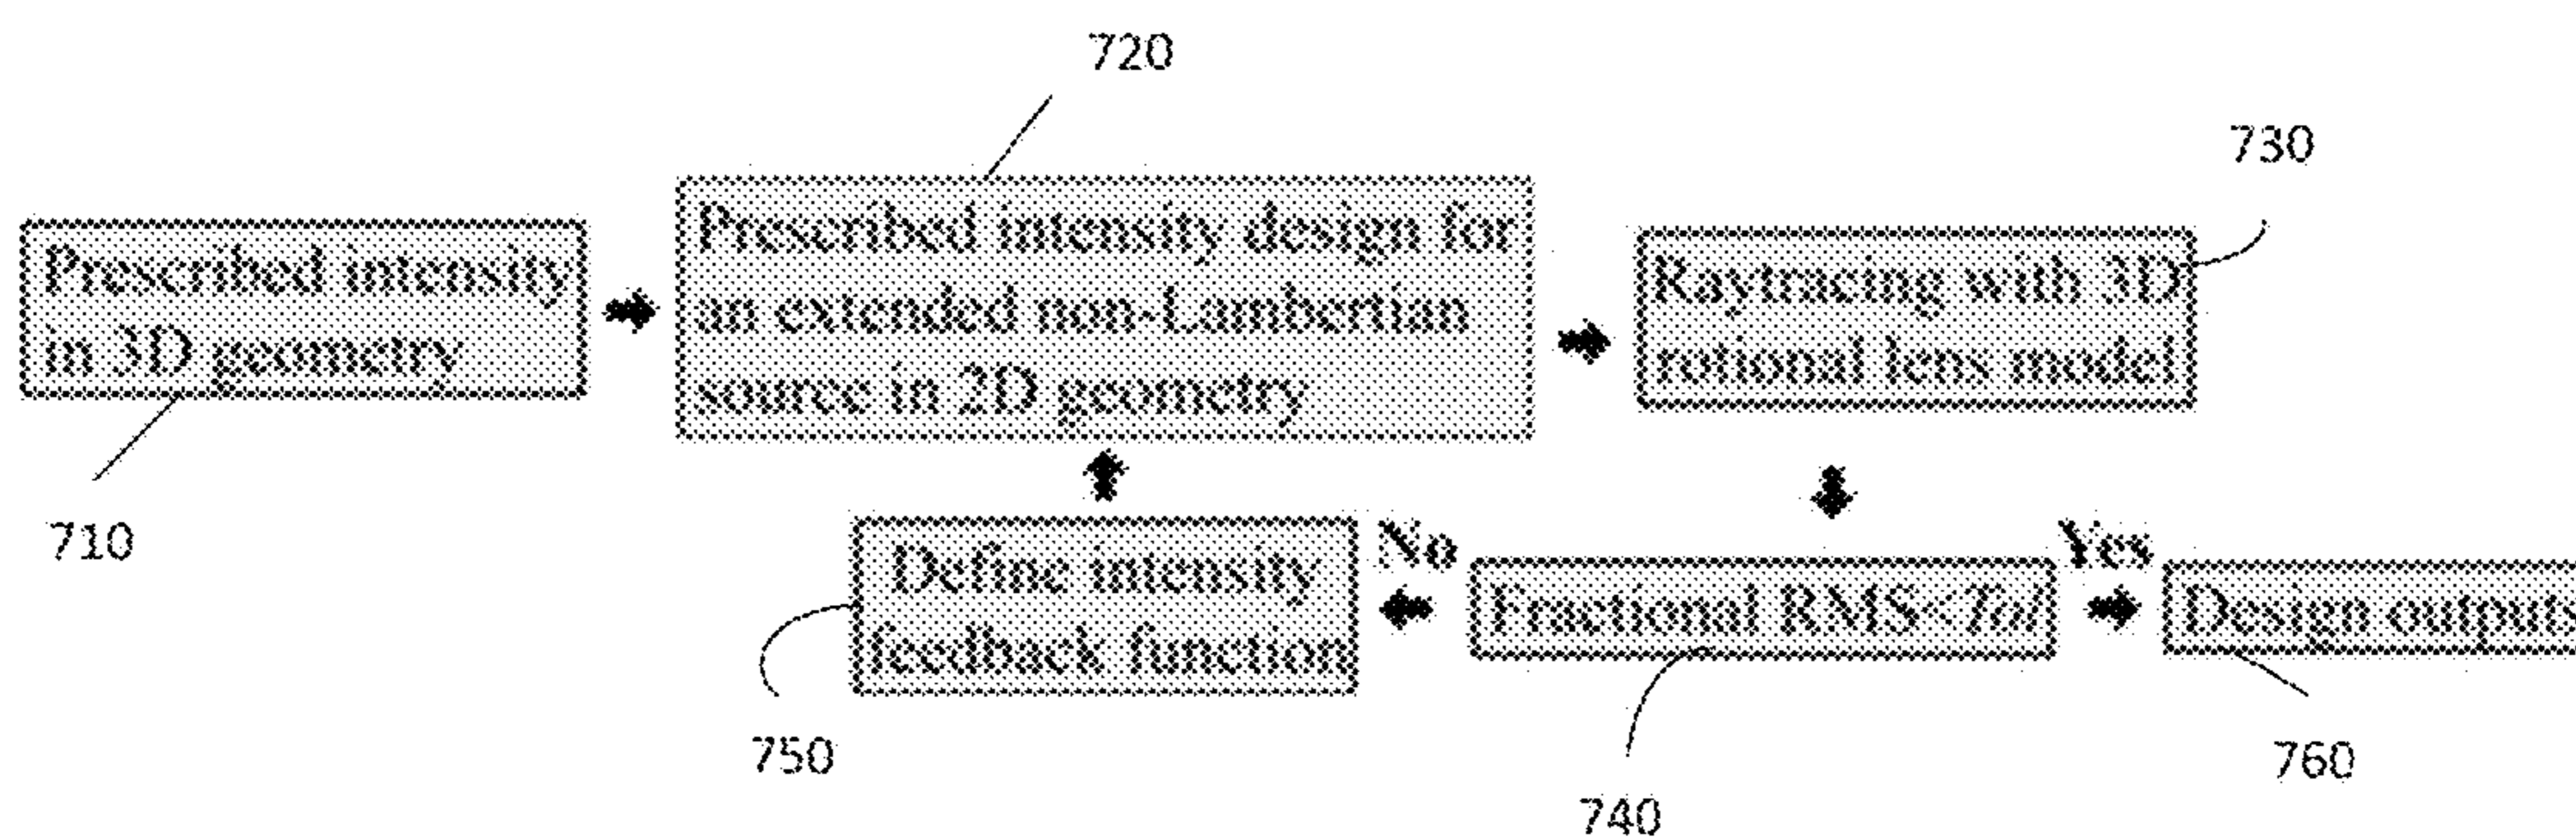 720
730
Prescribed intensity
in 3D geometry
Prescribed intensity design for
an extended non-Lambertian
source in 2D geometry
Raytracing with 3D
rotional lens model
710
Define intensity
feedback function
No
Fractional RMS<Tol
Yes
Design outputs
750
740
760